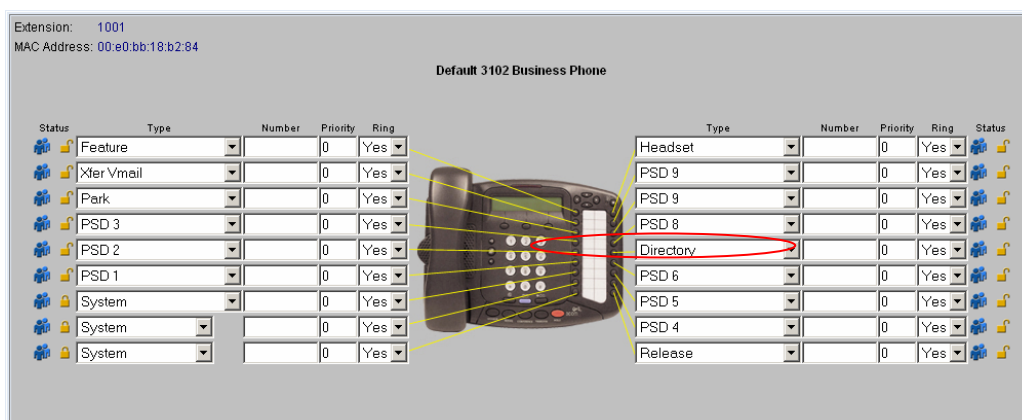 Extension: 1001
MAC Address: 00:e0:bb:18:b2:84
Default 3102 Business Phone
Status Type Number Priority Ring Type Number Priority Ring Status
Feature 0 Yes Headset 0 Yes
Xfer Vmail 0 Yes PSD 9 0 Yes
Park 0 Yes PSD 9 0 Yes
PSD 3 0 Yes PSD 8 0 Yes
PSD 2 0 Yes Directory 0 Yes
PSD 1 0 Yes PSD 6 0 Yes
System 0 Yes PSD 5 0 Yes
System 0 Yes PSD 4 0 Yes
System 0 Yes Release 0 Yes